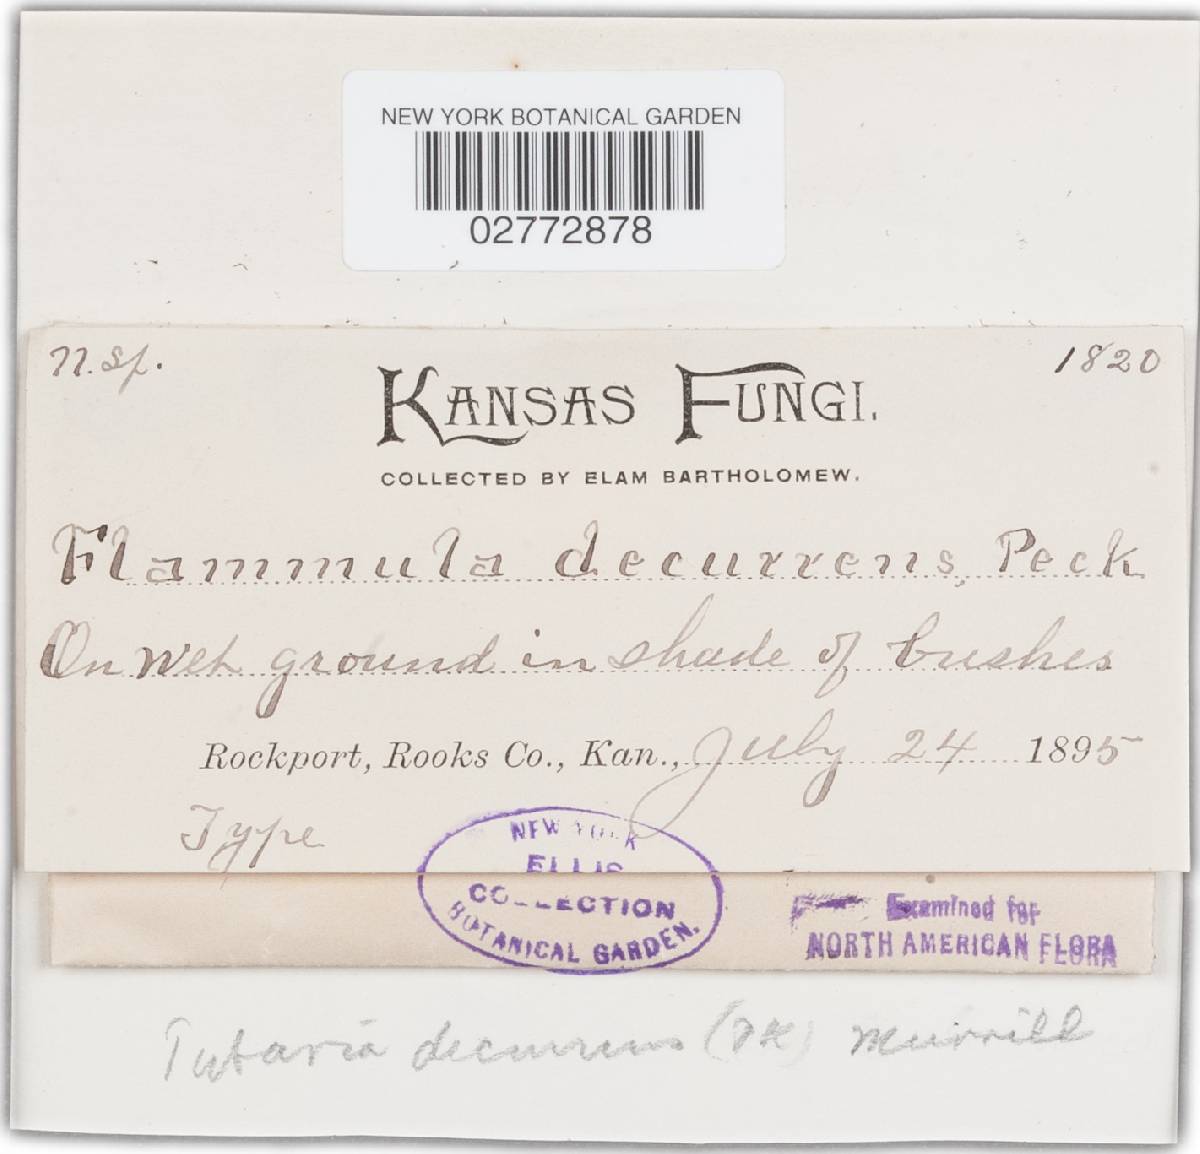 NEW YORK BOTANICAL GARDEN
02772878
n. sp.
1820
KANSAS FUNGI.
COLLECTED BY ELAM BARTHOLOMEW.
Flammula decurrens, Peck
On wet ground in shade of bushes
Rockport, Rooks Co., Kan., July 24 1895
Type
NEW YORK
ELLIS
COLLECTION
BOTANICAL GARDEN.
Examined for
NORTH AMERICAN FLORA
Tubaria decurrens (Pk) Murrill